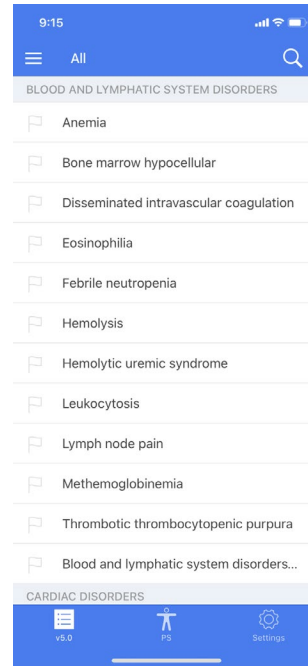 9:15
All
BLOOD AND LYMPHATIC SYSTEM DISORDERS
Anemia
Bone marrow hypocellular
Disseminated intravascular coagulation
Eosinophilia
Febrile neutropenia
Hemolysis
Hemolytic uremic syndrome
Leukocytosis
Lymph node pain
Methemoglobinemia
Thrombotic thrombocytopenic purpura
Blood and lymphatic system disorders...
CARDIAC DISORDERS
v5.0 PS Settings